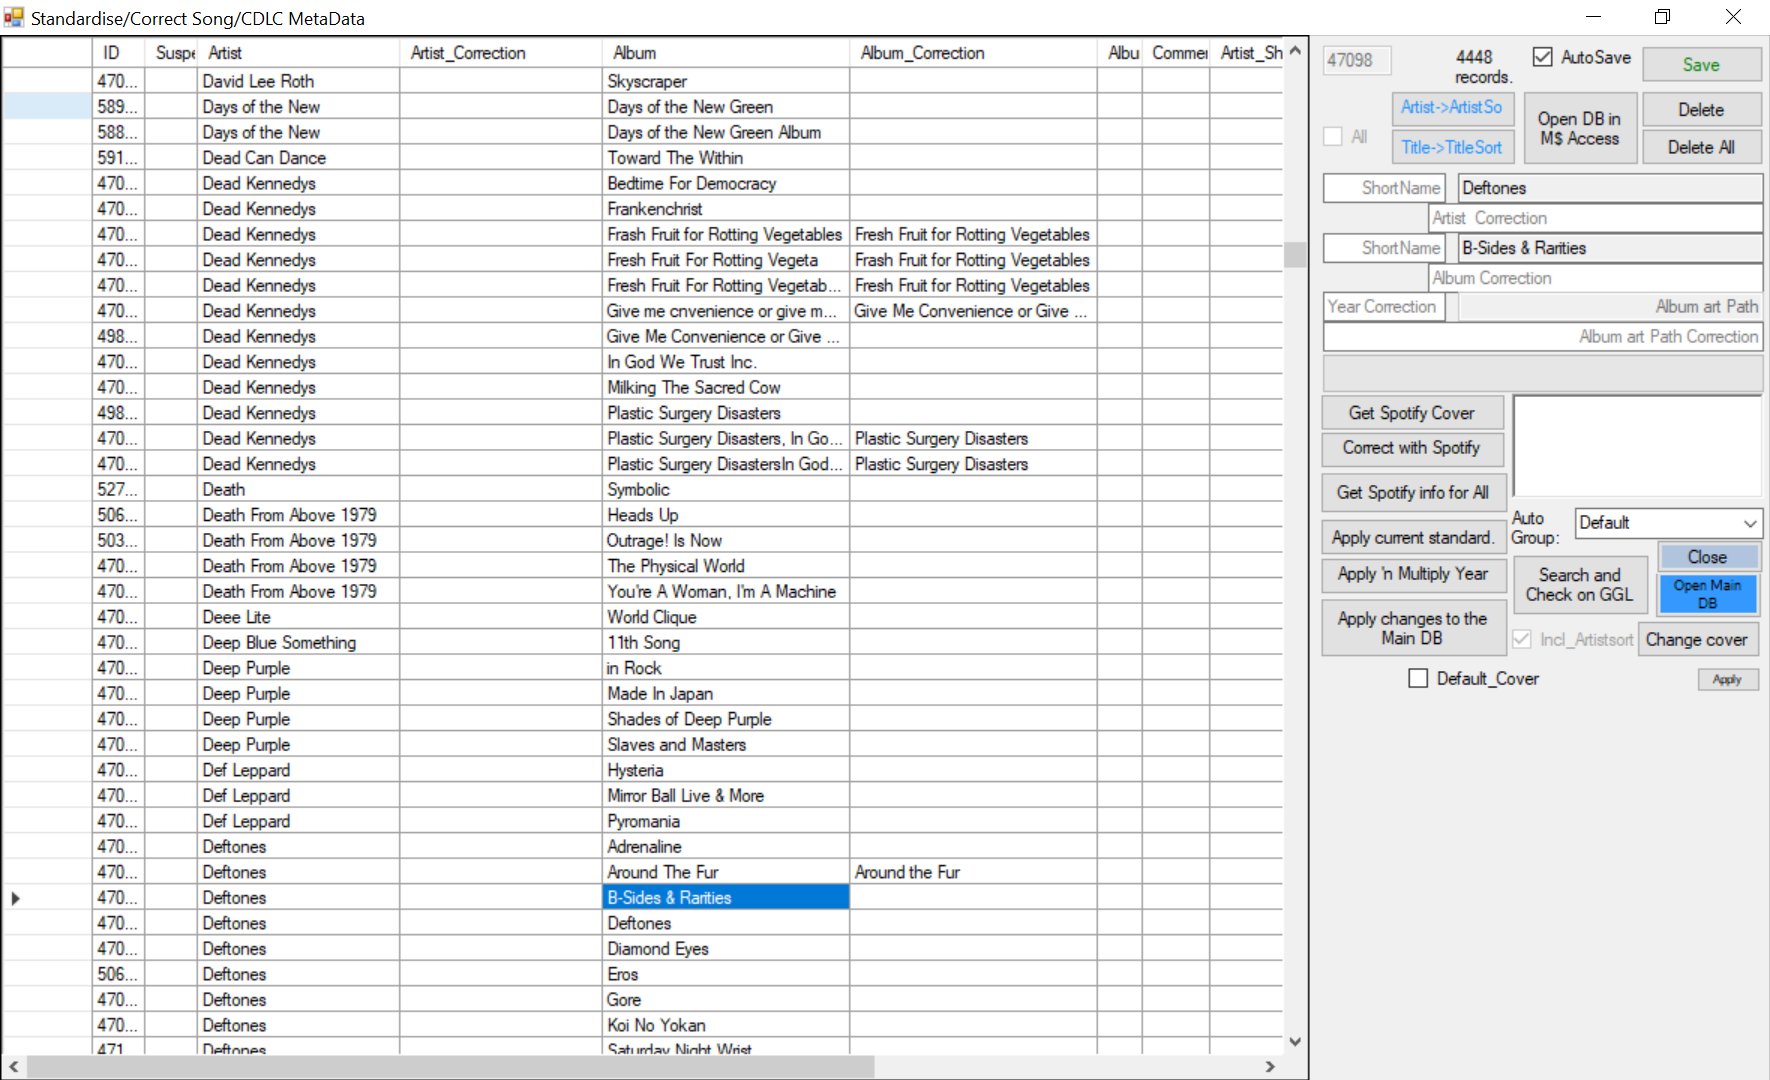 Standardise/Correct Song/CDLC MetaData
ID Suspe Artist Artist_Correction Album Album_Correction Albu Commer Artist_Sh
470... David Lee Roth Skyscraper
589... Days of the New Days of the New Green
588... Days of the New Days of the New Green Album
591... Dead Can Dance Toward The Within
470... Dead Kennedys Bedtime For Democracy
470... Dead Kennedys Frankenchrist
470... Dead Kennedys Frash Fruit for Rotting Vegetables Fresh Fruit for Rotting Vegetables
470... Dead Kennedys Fresh Fruit For Rotting Vegeta Frash Fruit for Rotting Vegetables
470... Dead Kennedys Fresh Fruit For Rotting Vegetab... Fresh Fruit for Rotting Vegetables
470... Dead Kennedys Give me cnvenience or give m... Give Me Convenience or Give ...
498... Dead Kennedys Give Me Convenience or Give ...
470... Dead Kennedys In God We Trust Inc.
470... Dead Kennedys Milking The Sacred Cow
498... Dead Kennedys Plastic Surgery Disasters
470... Dead Kennedys Plastic Surgery Disasters, In Go... Plastic Surgery Disasters
470... Dead Kennedys Plastic Surgery DisastersIn God... Plastic Surgery Disasters
527... Death Symbolic
506... Death From Above 1979 Heads Up
503... Death From Above 1979 Outrage! Is Now
470... Death From Above 1979 The Physical World
470... Death From Above 1979 You're A Woman, I'm A Machine
470... Deee Lite World Clique
470... Deep Blue Something 11th Song
470... Deep Purple in Rock
470... Deep Purple Made In Japan
470... Deep Purple Shades of Deep Purple
470... Deep Purple Slaves and Masters
470... Def Leppard Hysteria
470... Def Leppard Mirror Ball Live & More
470... Def Leppard Pyromania
470... Deftones Adrenaline
470... Deftones Around The Fur Around the Fur
470... Deftones B-Sides & Rarities
470... Deftones Deftones
470... Deftones Diamond Eyes
506... Deftones Eros
470... Deftones Gore
470... Deftones Koi No Yokan
471 Deftones Saturday Night Wrist
47098 4448 records. AutoSave Save
Artist->ArtistSo Open DB in M$ Access Delete
All Title->TitleSort Delete All
ShortName Deftones
Artist Correction
ShortName B-Sides & Rarities
Album Correction
Year Correction Album art Path
Album art Path Correction
Get Spotify Cover
Correct with Spotify
Get Spotify info for All
Auto Group: Default
Apply current standard.
Close
Apply 'n Multiply Year Search and Check on GGL Open Main DB
Apply changes to the Main DB Incl_Artistsort Change cover
Default_Cover Apply